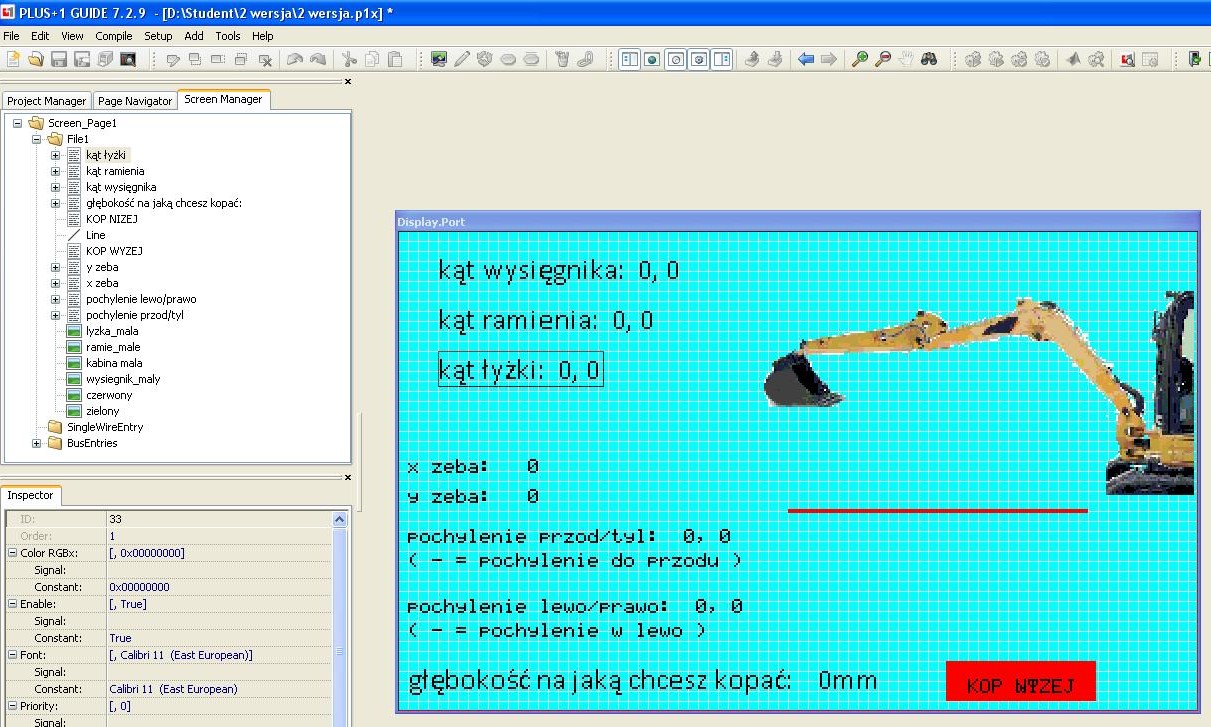 PLUS+1 GUIDE 7.2.9 - [D:\Student\2 wersja\2 wersja.p1x] *
File Edit View Compile Setup Add Tools Help
Project Manager Page Navigator Screen Manager
Screen_Page1
File1
kąt łyżki
kąt ramienia
kąt wysięgnika
głębokość na jaką chcesz kopać:
KOP NIZEJ
Line
KOP WYZEJ
y zeba
x zeba
pochylenie lewo/prawo
pochylenie przod/tyl
lyzka_mala
ramie_male
kabina mala
wysiegnik_maly
czerwony
zielony
SingleWireEntry
BusEntries
Inspector
ID: 33
Order: 1
Color RGBx: [, 0x00000000]
Signal:
Constant: 0x00000000
Enable: [, True]
Signal:
Constant: True
Font: [, Calibri 11 (East European)]
Signal:
Constant: Calibri 11 (East European)
Priority: [, 0]
Signal:
Display.Port
kąt wysięgnika: 0, 0
kąt ramienia: 0, 0
kąt łyżki: 0, 0
x zeba: 0
y zeba: 0
pochylenie przod/tyl: 0, 0
( - = pochylenie do przodu )
pochylenie lewo/prawo: 0, 0
( - = pochylenie w lewo )
głębokość na jaką chcesz kopać: 0mm
KOP